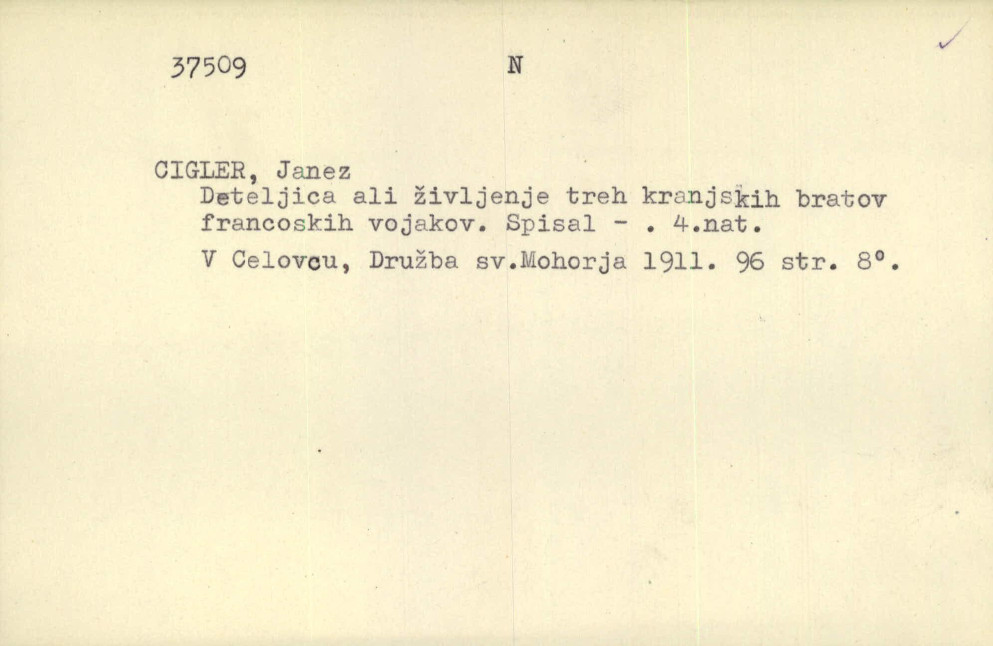 37509 N
CIGLER, Janez
Deteljica ali življenje treh kranjskih bratov
francoskih vojakov. Spisal - . 4.nat.
V Celovcu, Družba sv.Mohorja 1911. 96 str. 8°.